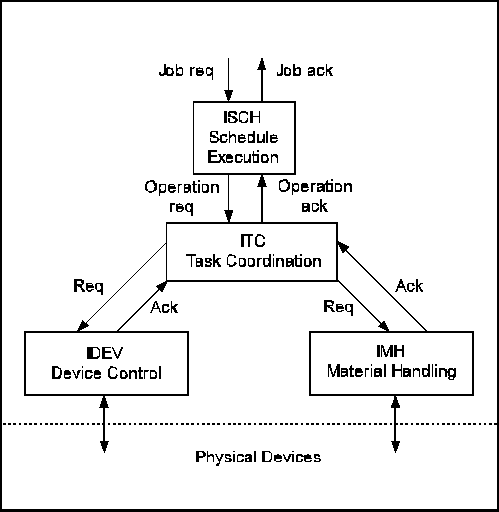 Job req
Job ack
ISCH
Schedule
Execution
Operation
req
Operation
ack
ITC
Task Coordination
Req
Ack
Req
Ack
IDEV
Device Control
IMH
Material Handling
Physical Devices